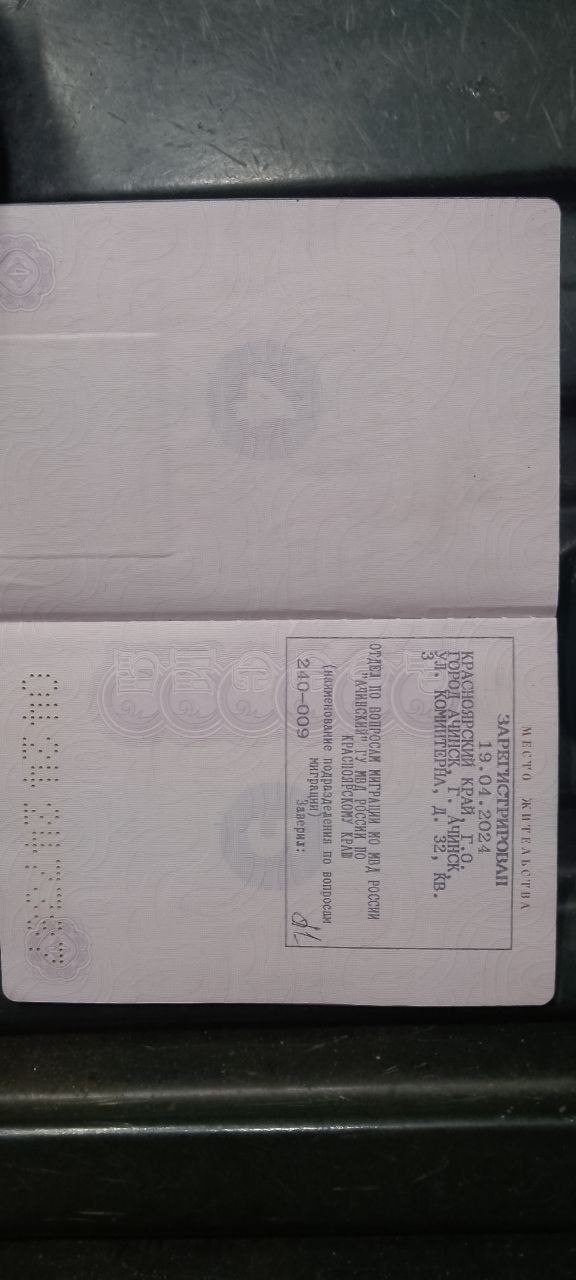 МЕСТО ЖИТЕЛЬСТВА
ЗАРЕГИСТРИРОВАН
19.04.2024
КРАСНОЯРСКИЙ КРАЙ, Г.О.
ГОРОД АЧИНСК, Г. АЧИНСК,
УЛ. КОМИНТЕРНА, Д. 32, КВ.
3
ОТДЕЛ ПО ВОПРОСАМ МИГРАЦИИ МО МВД РОССИИ
"АЧИНСКИЙ" ГУ МВД РОССИИ ПО
КРАСНОЯРСКОМУ КРАЮ
(наименование подразделения по вопросам
миграции)
240-009 Заверил: